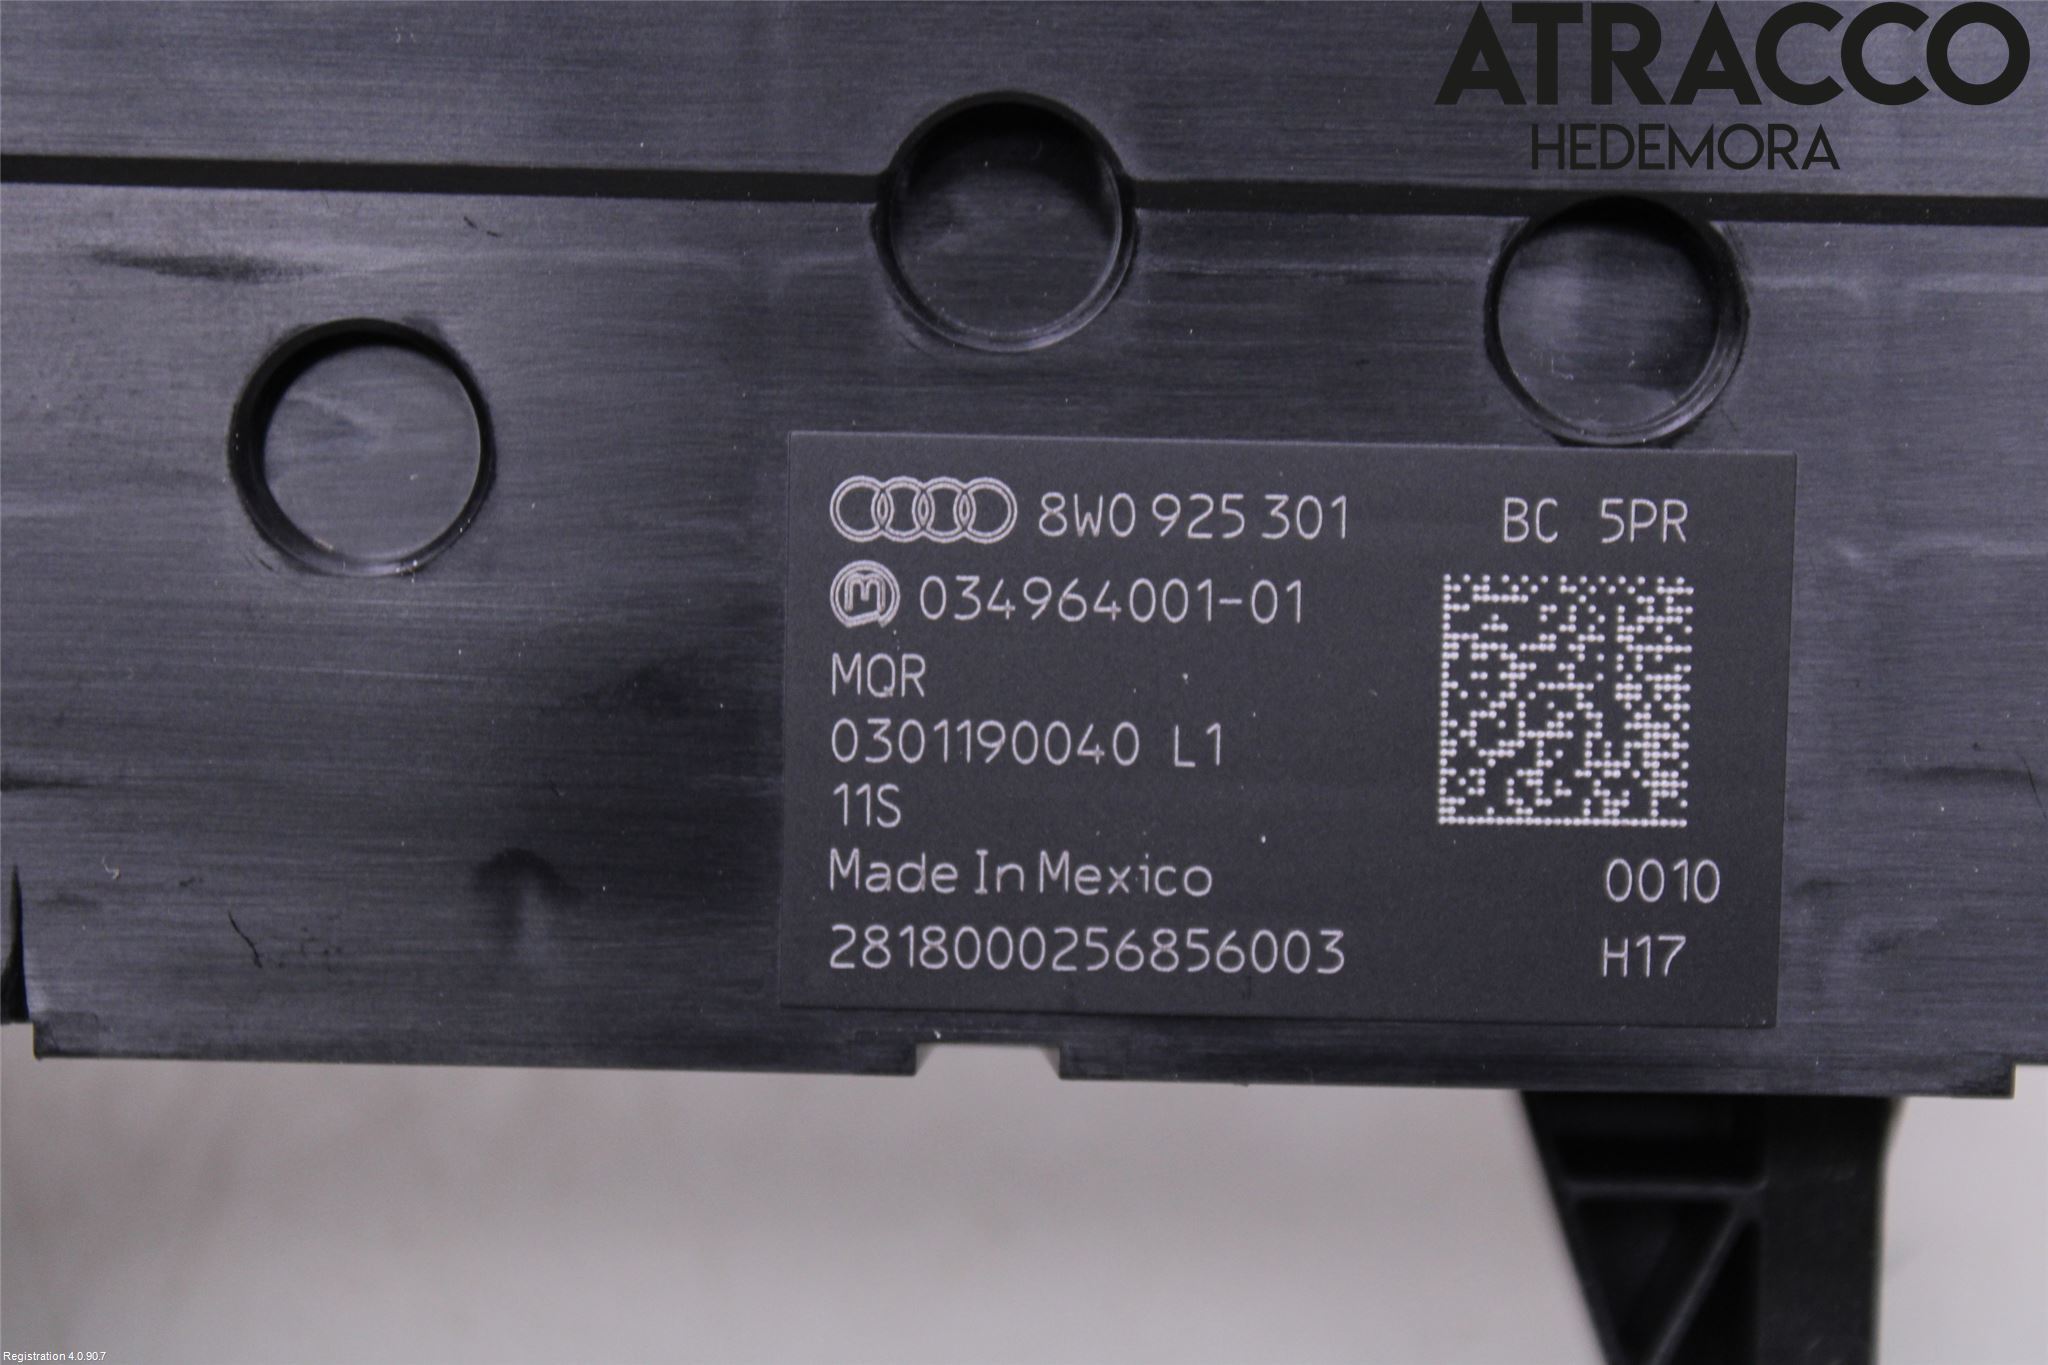 ATRACCO
HEDEMORA
8W0 925 301 BC 5PR
M 034964001-01
MQR
0301190040 L1
11S
Made In Mexico 0010
2818000256856003 H17
Registration 4.0.90.7